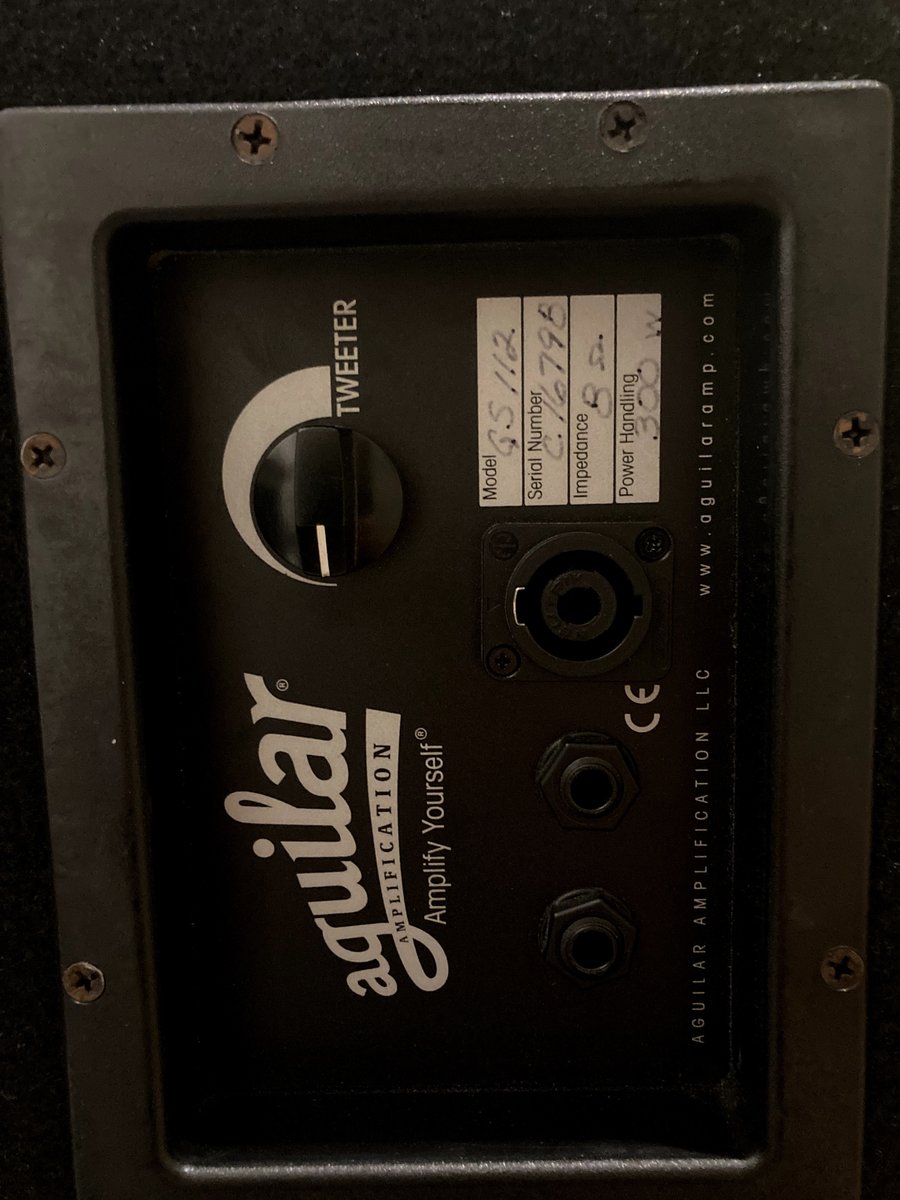 aguilar®
AMPLIFICATION
Amplify Yourself®
TWEETER
Model GS 112
Serial Number C16798
Impedance 8 Ω
Power Handling 300 W
CE
AGUILAR AMPLIFICATION LLC www.aguilaramp.com